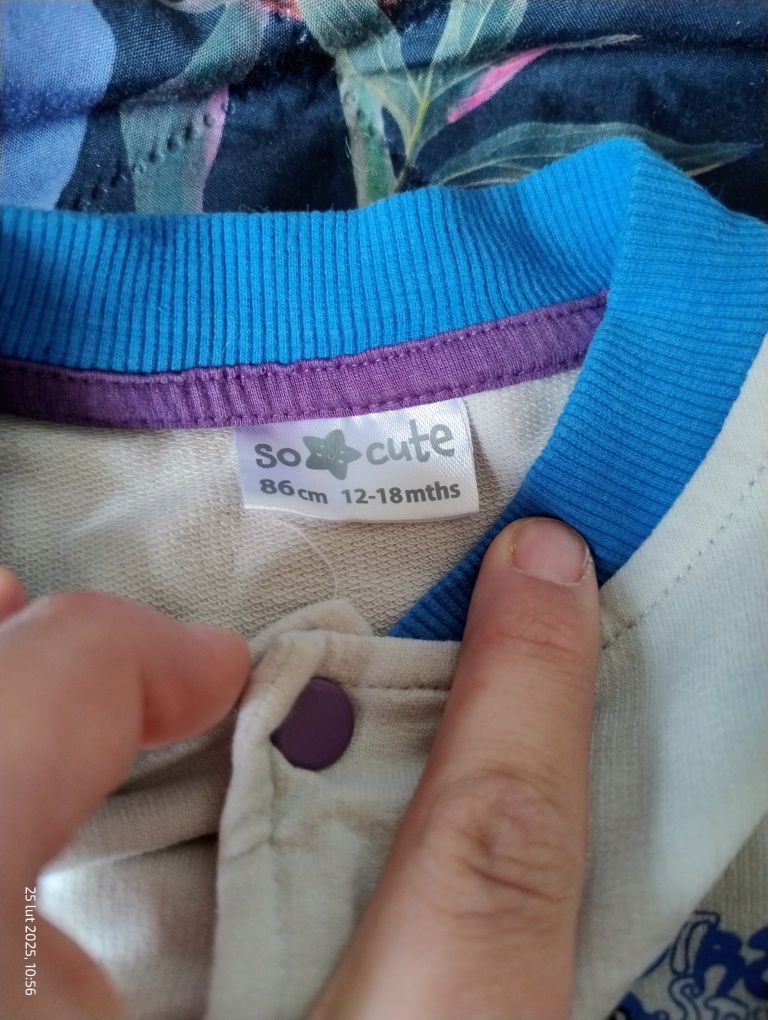 so cute
86cm 12-18mths
25 lut 2025, 10:56